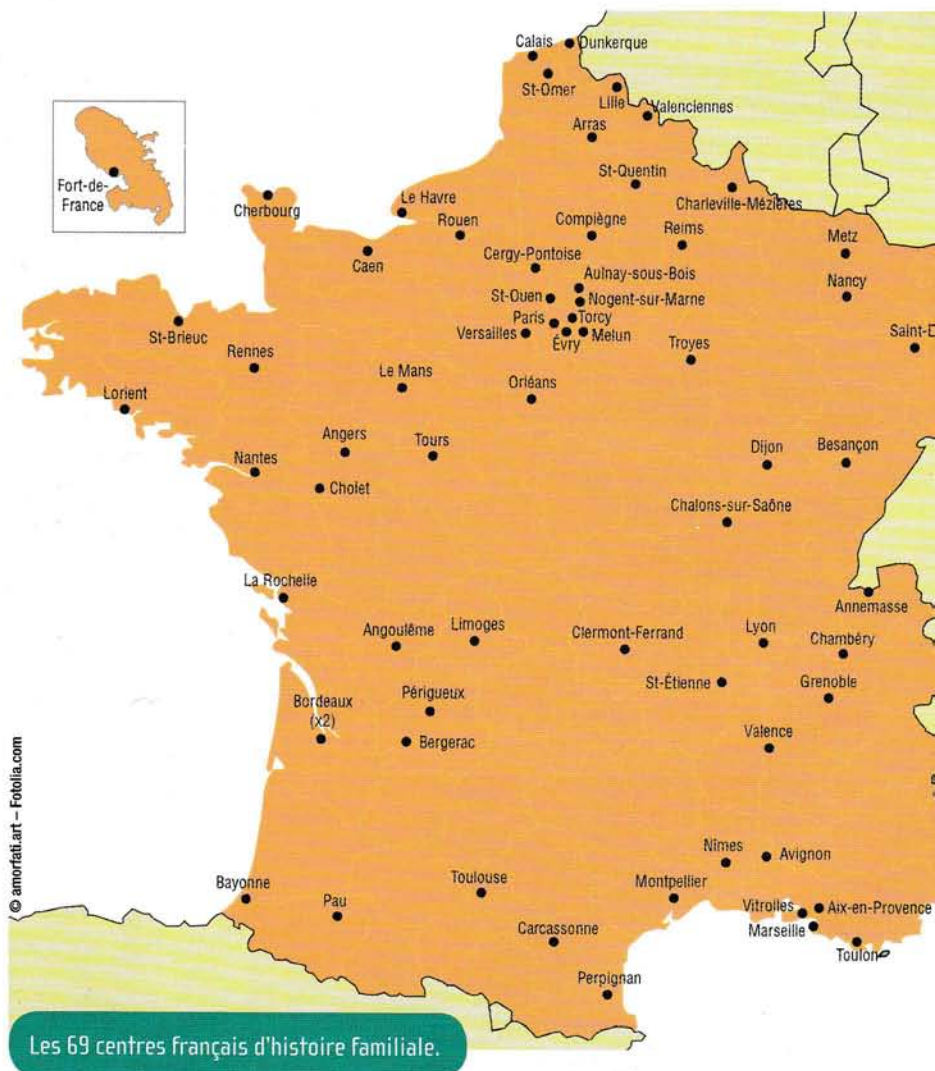 Calais
Dunkerque
St-Omer
Lille
Valenciennes
Arras
St-Quentin
Charleville-Mézières
Fort-de-
France
Cherbourg
Le Havre
Rouen
Compiègne
Reims
Metz
Caen
Cergy-Pontoise
Aulnay-sous-Bois
Nancy
St-Ouen
Nogent-sur-Marne
Paris
Torcy
Versailles
Évry
Melun
Troyes
Saint-D
St-Brieuc
Rennes
Le Mans
Orléans
Lorient
Angers
Tours
Dijon
Besançon
Nantes
Cholet
Chalons-sur-Saône
La Rochelle
Annemasse
Angoulême
Limoges
Clermont-Ferrand
Lyon
Chambéry
St-Étienne
Grenoble
Bordeaux
(x2)
Périgueux
Bergerac
Valence
© amorfati.art – Fotolia.com
Nîmes
Avignon
Bayonne
Pau
Toulouse
Montpellier
Vitrolles
Aix-en-Provence
Marseille
Carcassonne
Toulon
Perpignan
Les 69 centres français d'histoire familiale.